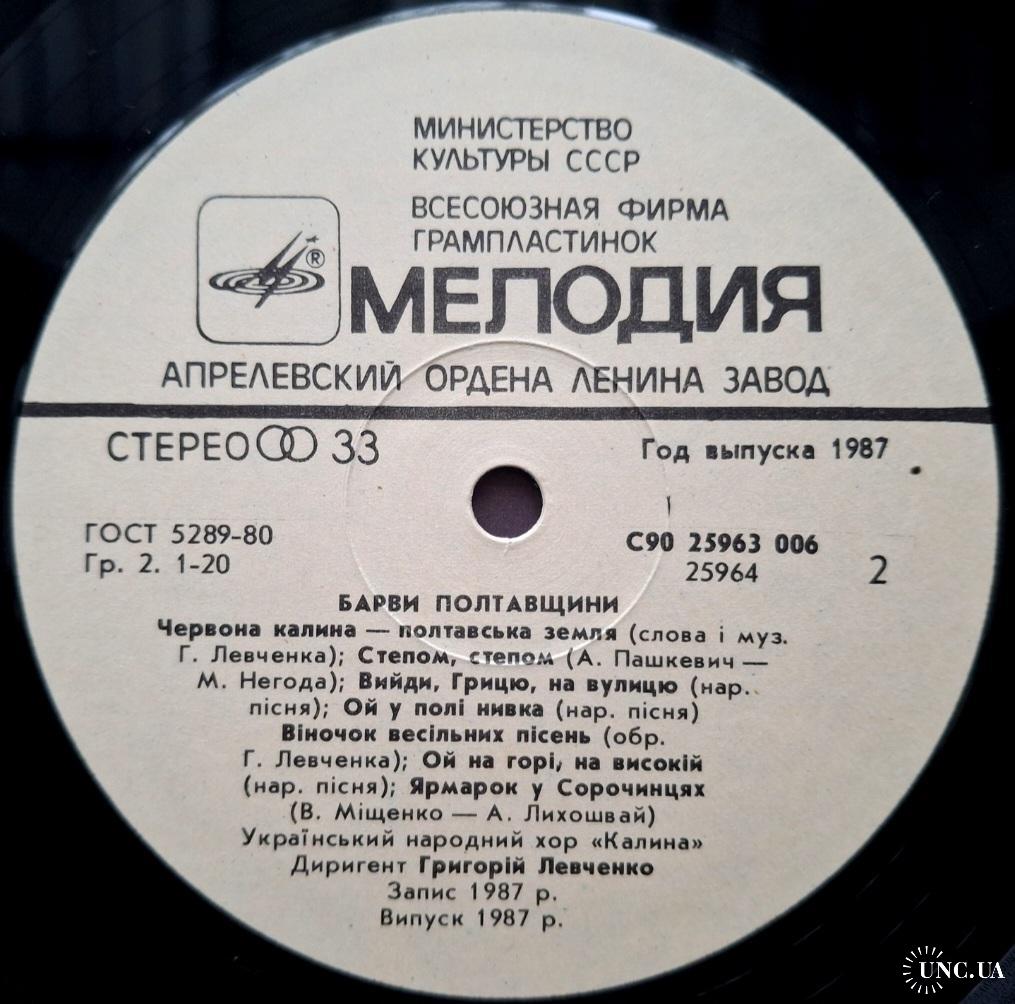 МИНИСТЕРСТВО
КУЛЬТУРЫ СССР
ВСЕСОЮЗНАЯ ФИРМА
ГРАМПЛАСТИНОК
®
МЕЛОДИЯ
АПРЕЛЕВСКИЙ ОРДЕНА ЛЕНИНА ЗАВОД
СТЕРЕО 33
Год выпуска 1987
ГОСТ 5289-80
Гр. 2. 1-20
С90 25963 006
25964
2
БАРВИ ПОЛТАВЩИНИ
Червона калина — полтавська земля (слова і муз.
Г. Левченка); Степом, степом (А. Пашкевич —
М. Негода); Вийди, Грицю, на вулицю (нар.
пісня); Ой у полі нивка (нар. пісня)
Віночок весільних пісень (обр.
Г. Левченка); Ой на горі, на високій
(нар. пісня); Ярмарок у Сорочинцях
(В. Міщенко — А. Лихошвай)
Український народний хор «Калина»
Диригент Григорій Левченко
Запис 1987 р.
Випуск 1987 р.
UNC.UA